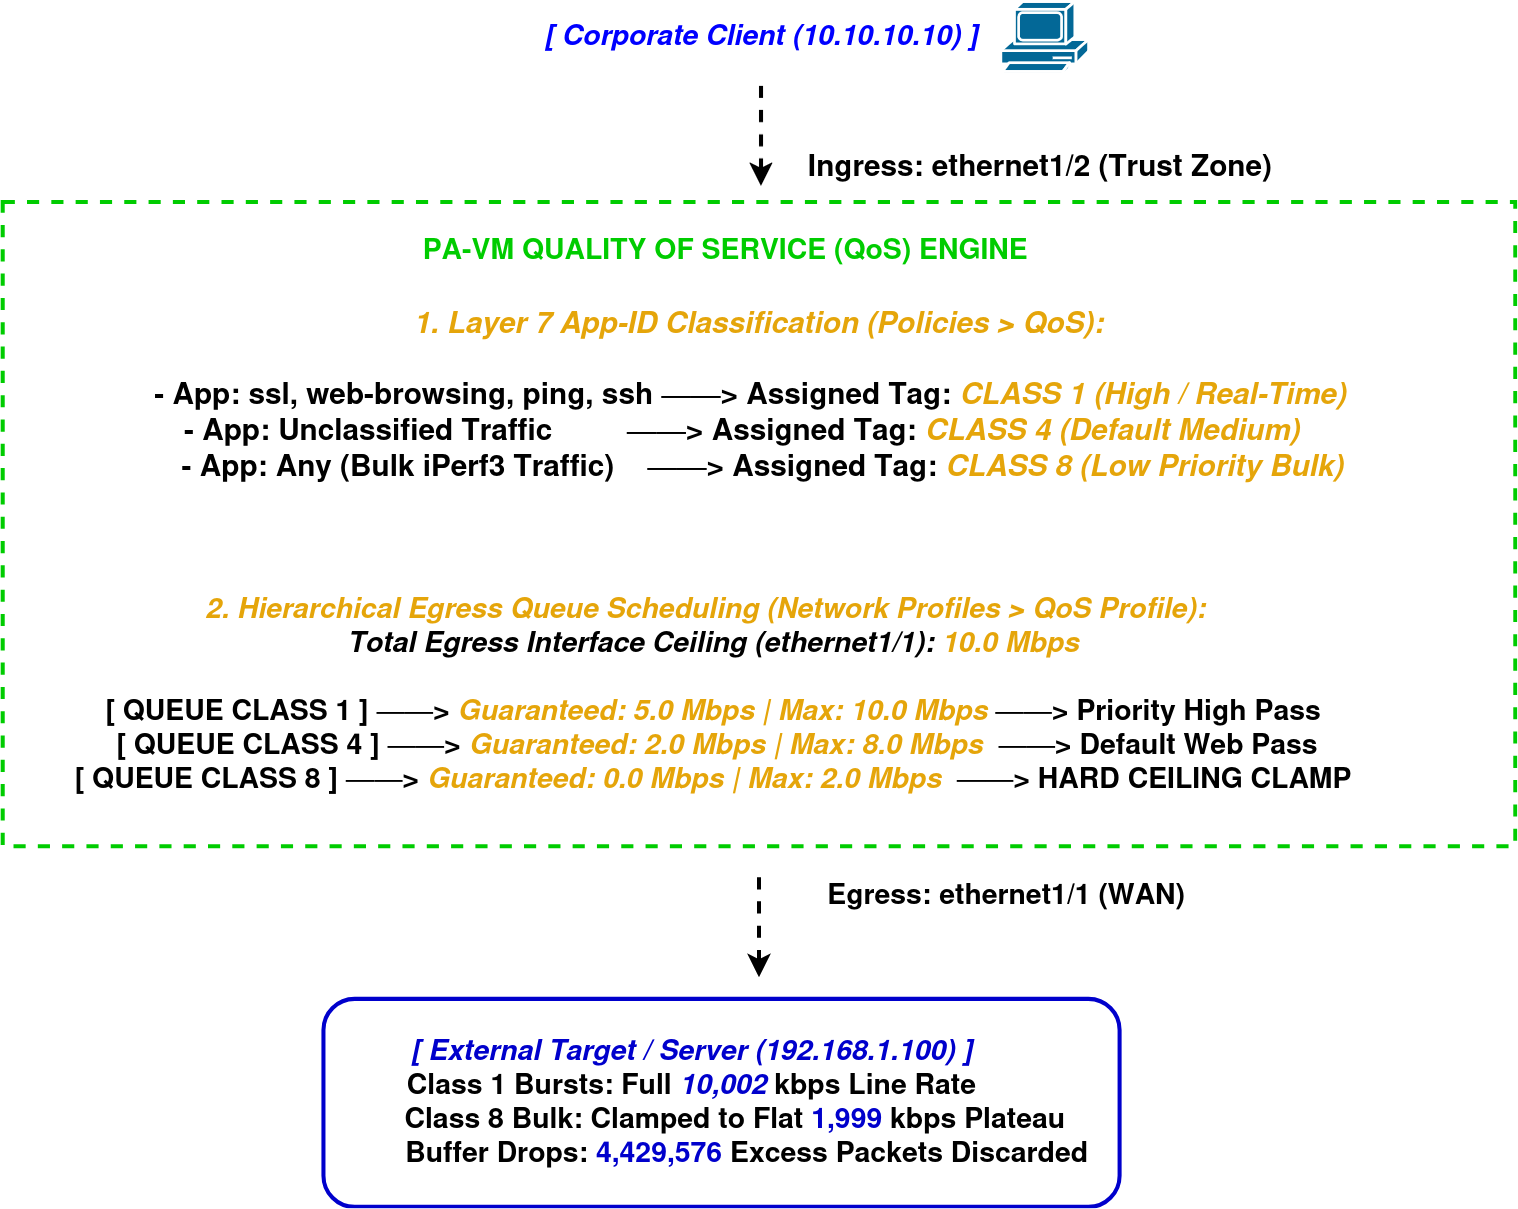 [ Corporate Client (10.10.10.10) ]
Ingress: ethernet1/2 (Trust Zone)
PA-VM QUALITY OF SERVICE (QoS) ENGINE
1. Layer 7 App-ID Classification (Policies > QoS):
- App: ssl, web-browsing, ping, ssh ───> Assigned Tag: CLASS 1 (High / Real-Time)
- App: Unclassified Traffic ───> Assigned Tag: CLASS 4 (Default Medium)
- App: Any (Bulk iPerf3 Traffic) ───> Assigned Tag: CLASS 8 (Low Priority Bulk)
2. Hierarchical Egress Queue Scheduling (Network Profiles > QoS Profile):
Total Egress Interface Ceiling (ethernet1/1): 10.0 Mbps
[ QUEUE CLASS 1 ] ───> Guaranteed: 5.0 Mbps | Max: 10.0 Mbps ───> Priority High Pass
[ QUEUE CLASS 4 ] ───> Guaranteed: 2.0 Mbps | Max: 8.0 Mbps ───> Default Web Pass
[ QUEUE CLASS 8 ] ───> Guaranteed: 0.0 Mbps | Max: 2.0 Mbps ───> HARD CEILING CLAMP
Egress: ethernet1/1 (WAN)
[ External Target / Server (192.168.1.100) ]
Class 1 Bursts: Full 10,002 kbps Line Rate
Class 8 Bulk: Clamped to Flat 1,999 kbps Plateau
Buffer Drops: 4,429,576 Excess Packets Discarded